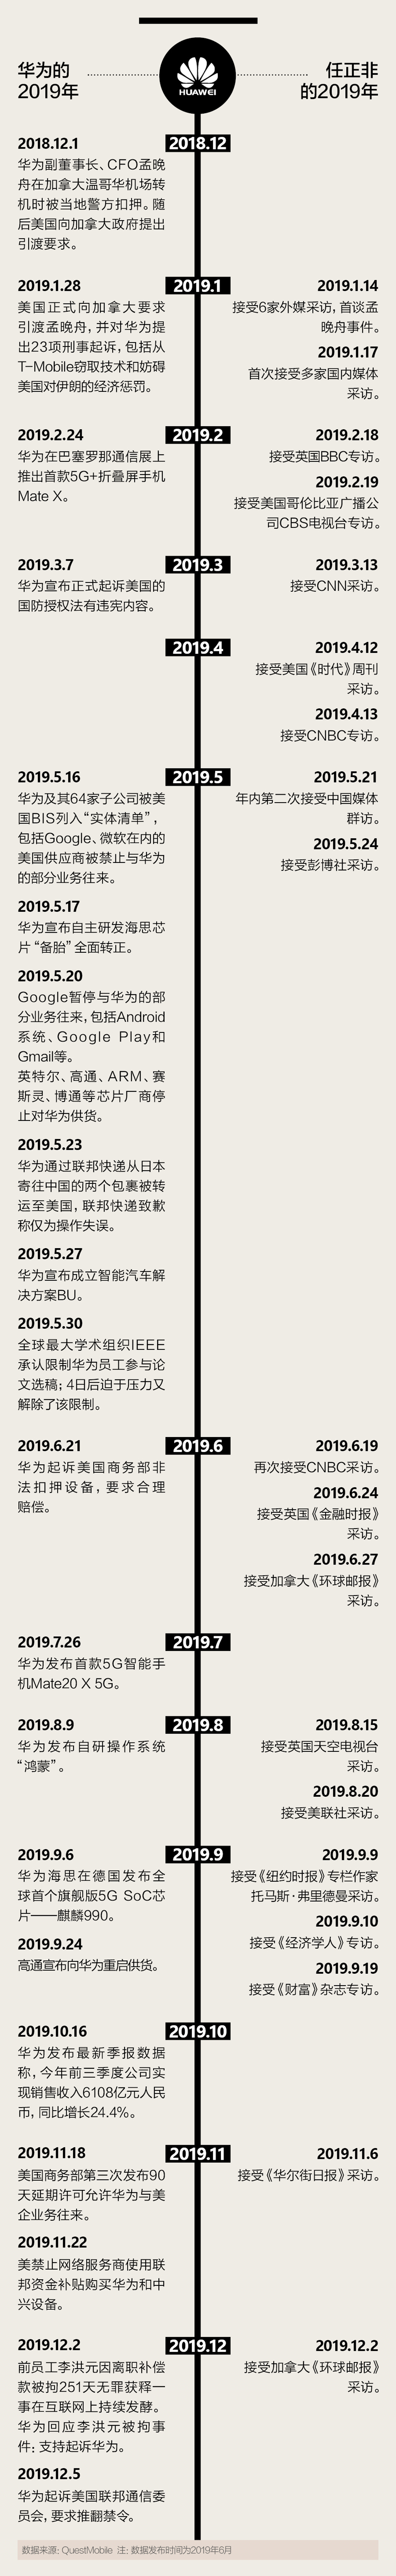 华为的
2019年
HUAWEI
任正非
的2019年
2018.12
2018.12.1
华为副董事长、CFO孟晚
舟在加拿大温哥华机场转
机时被当地警方扣押。随
后美国向加拿大政府提出
引渡要求。
2019.1
2019.1.28
美国正式向加拿大要求
引渡孟晚舟,并对华为提
出23项刑事起诉,包括从
T-Mobile窃取技术和妨碍
美国对伊朗的经济惩罚。
2019.1.14
接受6家外媒采访,首谈孟
晚舟事件。
2019.1.17
首次接受多家国内媒体
采访。
2019.2
2019.2.24
华为在巴塞罗那通信展上
推出首款5G+折叠屏手机
Mate X。
2019.2.18
接受英国BBC专访。
2019.2.19
接受美国哥伦比亚广播公
司CBS电视台专访。
2019.3
2019.3.7
华为宣布正式起诉美国的
国防授权法有违宪内容。
2019.3.13
接受CNN采访。
2019.4
2019.4.12
接受美国《时代》周刊
采访。
2019.4.13
接受CNBC专访。
2019.5
2019.5.16
华为及其64家子公司被美
国BIS列入“实体清单”,
包括Google、微软在内的
美国供应商被禁止与华为
的部分业务往来。
2019.5.17
华为宣布自主研发海思芯
片“备胎”全面转正。
2019.5.20
Google暂停与华为的部
分业务往来,包括Android
系统、Google Play和
Gmail等。
英特尔、高通、ARM、赛
斯灵、博通等芯片厂商停
止对华为供货。
2019.5.23
华为通过联邦快递从日本
寄往中国的两个包裹被转
运至美国,联邦快递致歉
称仅为操作失误。
2019.5.27
华为宣布成立智能汽车解
决方案BU。
2019.5.30
全球最大学术组织IEEE
承认限制华为员工参与论
文选稿;4日后迫于压力又
解除了该限制。
2019.5.21
年内第二次接受中国媒体
群访。
2019.5.24
接受彭博社采访。
2019.6
2019.6.21
华为起诉美国商务部非
法扣押设备,要求合理
赔偿。
2019.6.19
再次接受CNBC采访。
2019.6.24
接受英国《金融时报》
采访。
2019.6.27
接受加拿大《环球邮报》
采访。
2019.7
2019.7.26
华为发布首款5G智能手
机Mate20 X 5G。
2019.8
2019.8.9
华为发布自研操作系统
“鸿蒙”。
2019.8.15
接受英国天空电视台
采访。
2019.8.20
接受美联社采访。
2019.9
2019.9.6
华为海思在德国发布全
球首个旗舰版5G SoC芯
片——麒麟990。
2019.9.24
高通宣布向华为重启供货。
2019.9.9
接受《纽约时报》专栏作家
托马斯·弗里德曼采访。
2019.9.10
接受《经济学人》专访。
2019.9.19
接受《财富》杂志专访。
2019.10
2019.10.16
华为发布最新季报数据
称,今年前三季度公司实
现销售收入6108亿元人民
币,同比增长24.4%。
2019.11
2019.11.18
美国商务部第三次发布90
天延期许可允许华为与美
企业务往来。
2019.11.22
美禁止网络服务商使用联
邦资金补贴购买华为和中
兴设备。
2019.11.6
接受《华尔街日报》采访。
2019.12
2019.12.2
前员工李洪元因离职补偿
款被拘251天无罪获释一
事在互联网上持续发酵。
华为回应李洪元被拘事
件:支持起诉华为。
2019.12.5
华为起诉美国联邦通信委
员会,要求推翻禁令。
2019.12.2
接受加拿大《环球邮报》
采访。
数据来源:QuestMobile 注:数据发布时间为2019年6月